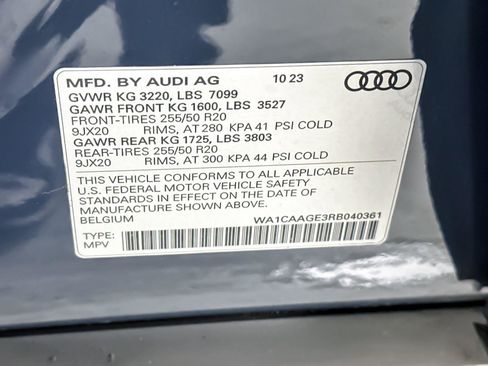 MFD. BY AUDI AG 10 23
GVWR KG 3220, LBS 7099
GAWR FRONT KG 1600, LBS 3527
FRONT-TIRES 255/50 R20
9JX20 RIMS, AT 280 KPA 41 PSI COLD
GAWR REAR KG 1725, LBS 3803
REAR-TIRES 255/50 R20
9JX20 RIMS, AT 300 KPA 44 PSI COLD
THIS VEHICLE CONFORMS TO ALL APPLICABLE
U.S. FEDERAL MOTOR VEHICLE SAFETY
STANDARDS IN EFFECT ON THE DATE OF
MANUFACTURE SHOWN ABOVE.
BELGIUM WA1CAAGE3RB040361
TYPE:
MPV